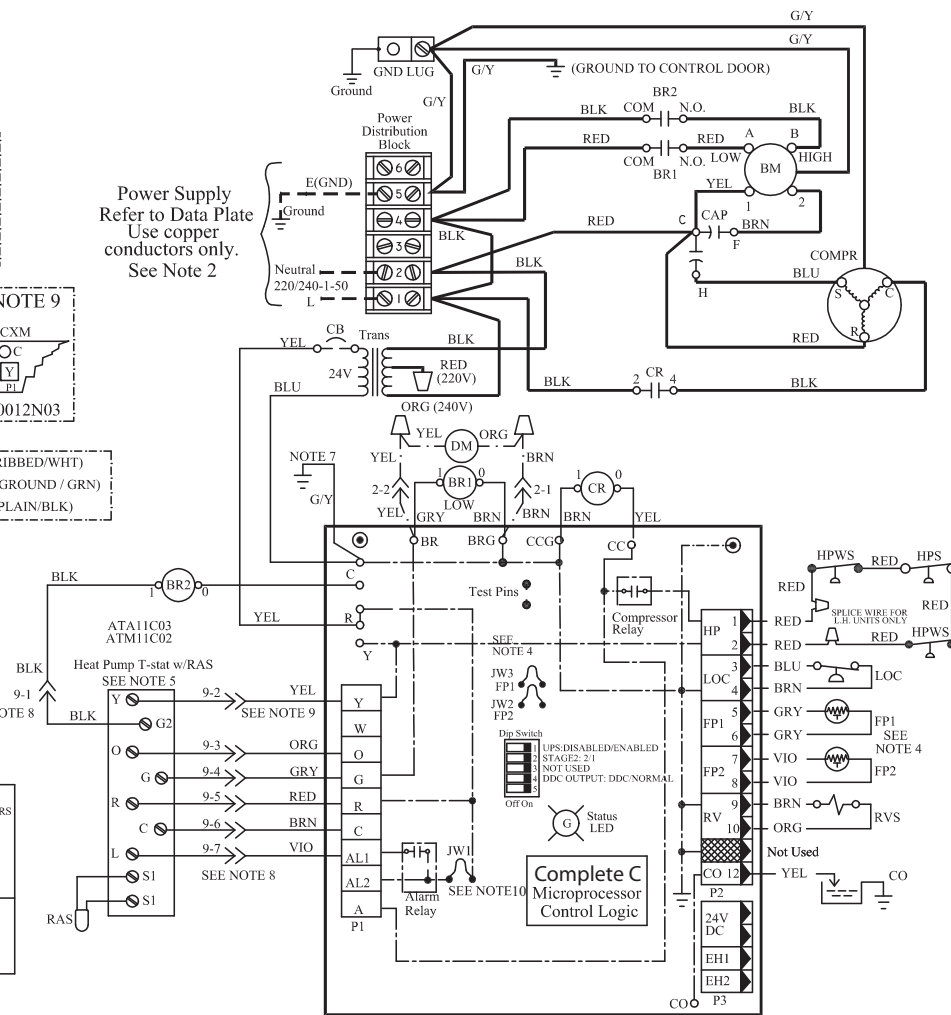 G/Y
G/Y
GND LUG
G/Y
(GROUND TO CONTROL DOOR)
Ground
G/Y
BR2
BLK
COM
N.O.
BLK
Power
Distribution
Block
RED
RED
A
B
COM
N.O.
LOW
HIGH
BR1
BM
6
E(GND)
5
YEL
1
2
Power Supply
Refer to Data Plate
Use copper
conductors only.
See Note 2
Ground
4
RED
C
CAP
BRN
F
BLK
3
COMPR
Neutral
2
BLK
BLU
S
C
220/240-1-50
L
1
H
R
NOTE 9
CXM
C
Y
P1
0012N03
CB
Trans
YEL
BLK
RED
24V
RED
(220V)
BLU
BLK
2
CR
4
BLK
ORG (240V)
RIBBED/WHT)
GROUND / GRN)
PLAIN/BLK)
NOTE 7
YEL
DM
ORG
YEL
BRN
1
BR1
0
1
CR
0
2-2
LOW
2-1
G/Y
YEL
GRY
BRN
BRN
BRN
YEL
BR
BRG
CCG
CC
HPWS
RED
HPS
BLK
C
RED
RED
1
BR2
0
Test Pins
Compressor
Relay
SPLICE WIRE FOR
L.H. UNITS ONLY
YEL
R
HP
1
RED
ATA11C03
ATM11C02
Y
SEE
NOTE 4
2
RED
RED
HPWS
BLK
Heat Pump T-stat w/RAS
SEE NOTE 5
JW3
FP1
LOC
3
BLU
LOC
4
BRN
9-1
OTE 8
Y
9-2
YEL
Y
JW2
FP2
FP1
5
GRY
FP1
SEE
NOTE 4
BLK
G2
SEE NOTE 9
W
Dip Switch
6
GRY
O
9-3
ORG
O
1
UPS:DISABLED/ENABLED
2
STAGE2: 2/1
3
NOT USED
4
DDC OUTPUT: DDC/NORMAL
5
Off On
FP2
7
VIO
FP2
8
VIO
G
9-4
GRY
G
R
9-5
RED
R
RV
9
BRN
RVS
10
ORG
C
9-6
BRN
C
G
Status
LED
L
9-7
VIO
AL1
JW1
Not Used
SEE NOTE 8
S1
AL2
SEE NOTE10
Complete C
Microprocessor
Control Logic
CO
12
YEL
CO
Alarm
Relay
P2
S1
A
RAS
P1
24V
DC
EH1
EH2
CO
P3
RS